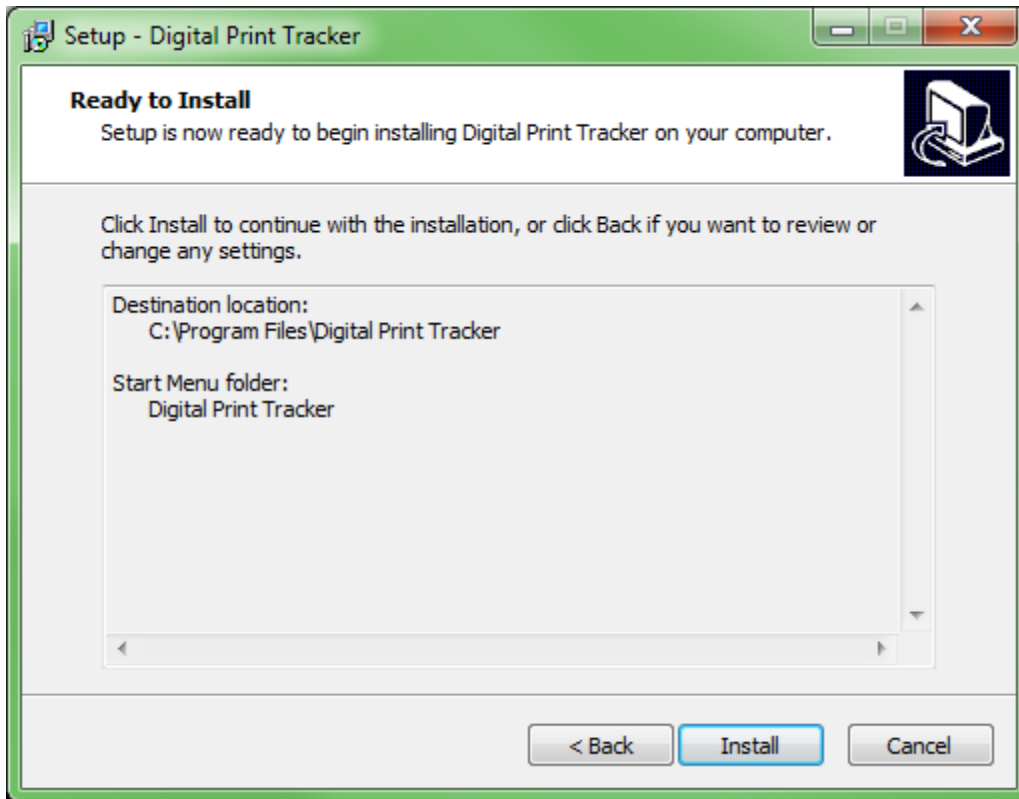 Setup - Digital Print Tracker
Ready to Install
Setup is now ready to begin installing Digital Print Tracker on your computer.
Click Install to continue with the installation, or click Back if you want to review or
change any settings.
Destination location:
C:\Program Files\Digital Print Tracker
Start Menu folder:
Digital Print Tracker
< Back
Install
Cancel